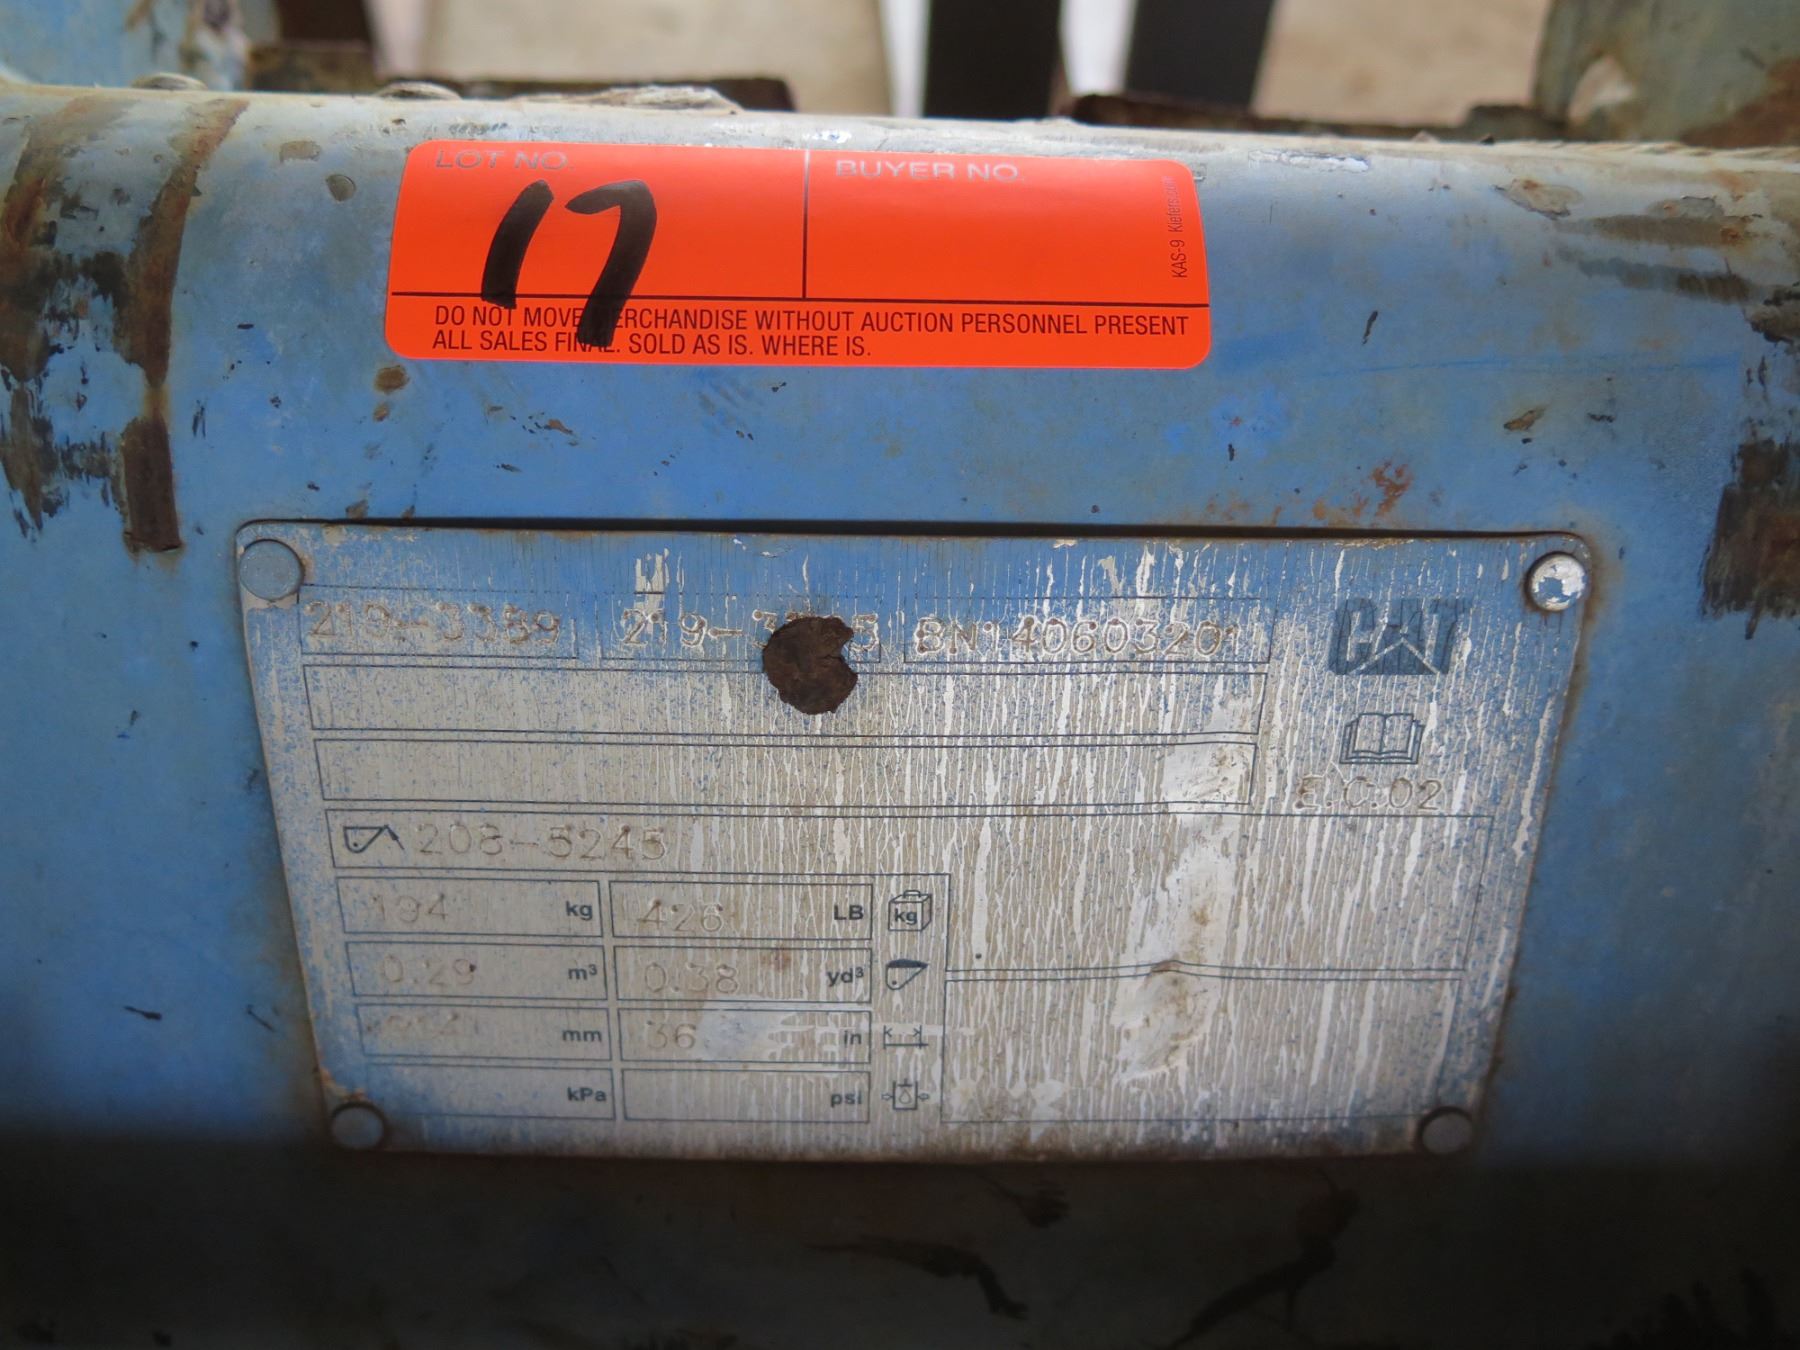 LOT NO.
BUYER NO.
17
KAS-9 Kiefers.com
DO NOT MOVE MERCHANDISE WITHOUT AUCTION PERSONNEL PRESENT
ALL SALES FINAL. SOLD AS IS. WHERE IS.
219-3389 BN140603201
CAT
E.C.02
208-5245
194 kg 426 LB kg
0.29 m³ 0.38 yd³
mm 36 in
kPa psi